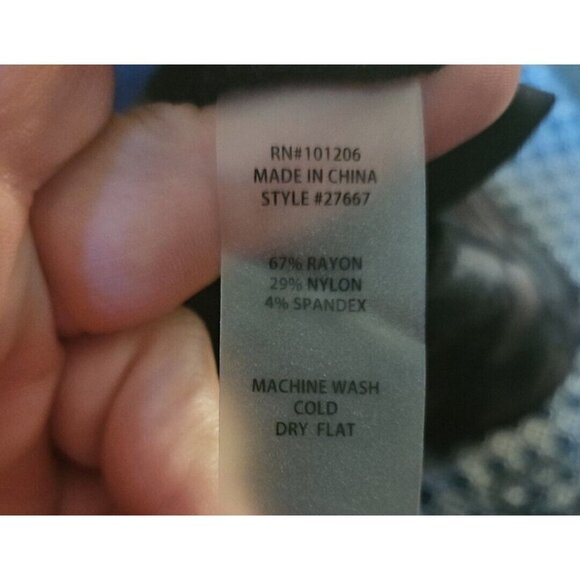 RN#101206
MADE IN CHINA
STYLE #27667
67% RAYON
29% NYLON
4% SPANDEX
MACHINE WASH
COLD
DRY FLAT